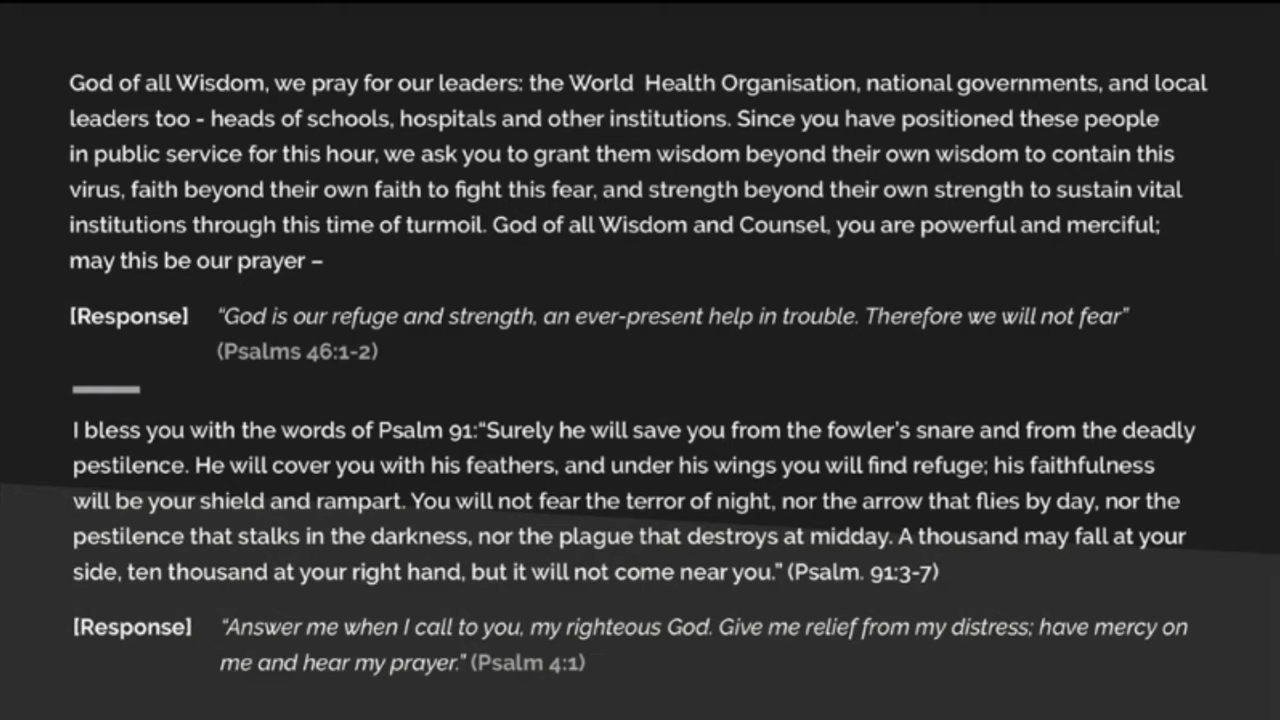 God of all Wisdom, we pray for our leaders: the World Health Organisation, national governments, and local
leaders too - heads of schools, hospitals and other institutions. Since you have positioned these people
in public service for this hour, we ask you to grant them wisdom beyond their own wisdom to contain this
virus, faith beyond their own faith to fight this fear, and strength beyond their own strength to sustain vital
institutions through this time of turmoil. God of all Wisdom and Counsel, you are powerful and merciful;
may this be our prayer –
[Response] “God is our refuge and strength, an ever-present help in trouble. Therefore we will not fear”
(Psalms 46:1-2)
I bless you with the words of Psalm 91:“Surely he will save you from the fowler’s snare and from the deadly
pestilence. He will cover you with his feathers, and under his wings you will find refuge; his faithfulness
will be your shield and rampart. You will not fear the terror of night, nor the arrow that flies by day, nor the
pestilence that stalks in the darkness, nor the plague that destroys at midday. A thousand may fall at your
side, ten thousand at your right hand, but it will not come near you.” (Psalm. 91:3-7)
[Response] “Answer me when I call to you, my righteous God. Give me relief from my distress; have mercy on
me and hear my prayer.” (Psalm 4:1)